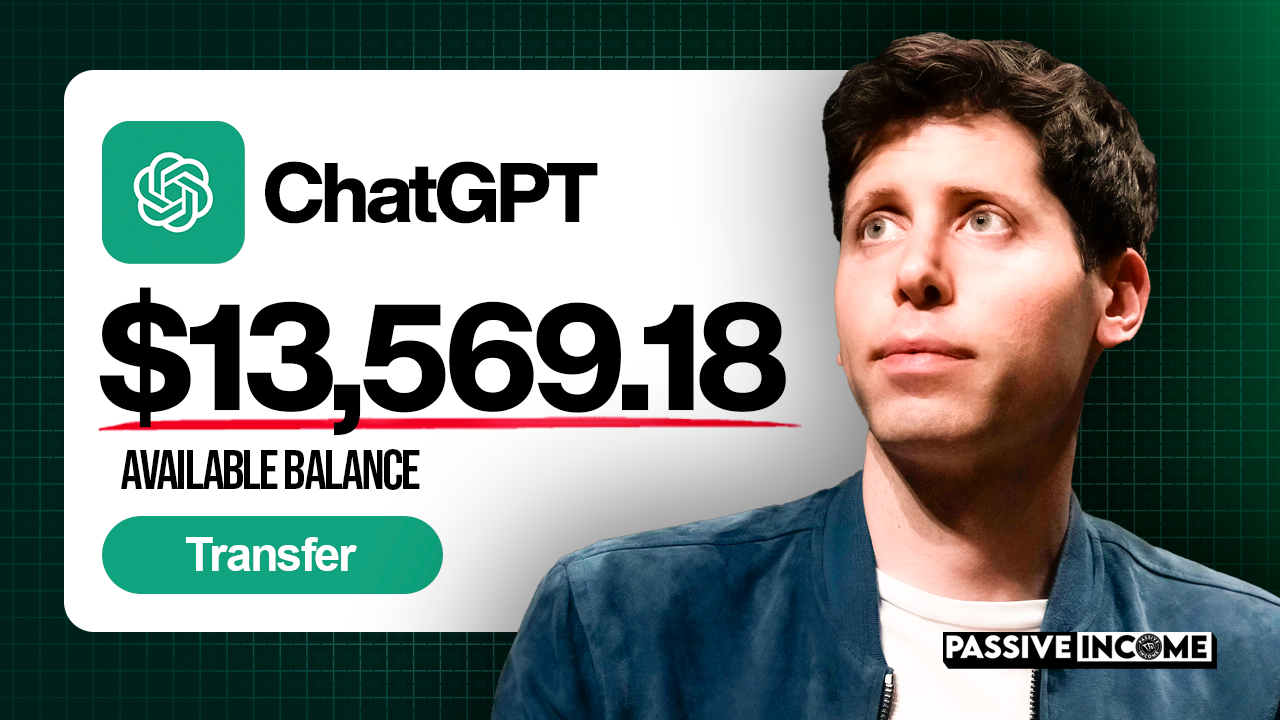 ChatGPT
$13,569.18
AVAILABLE BALANCE
Transfer
PASSIVE INCOME